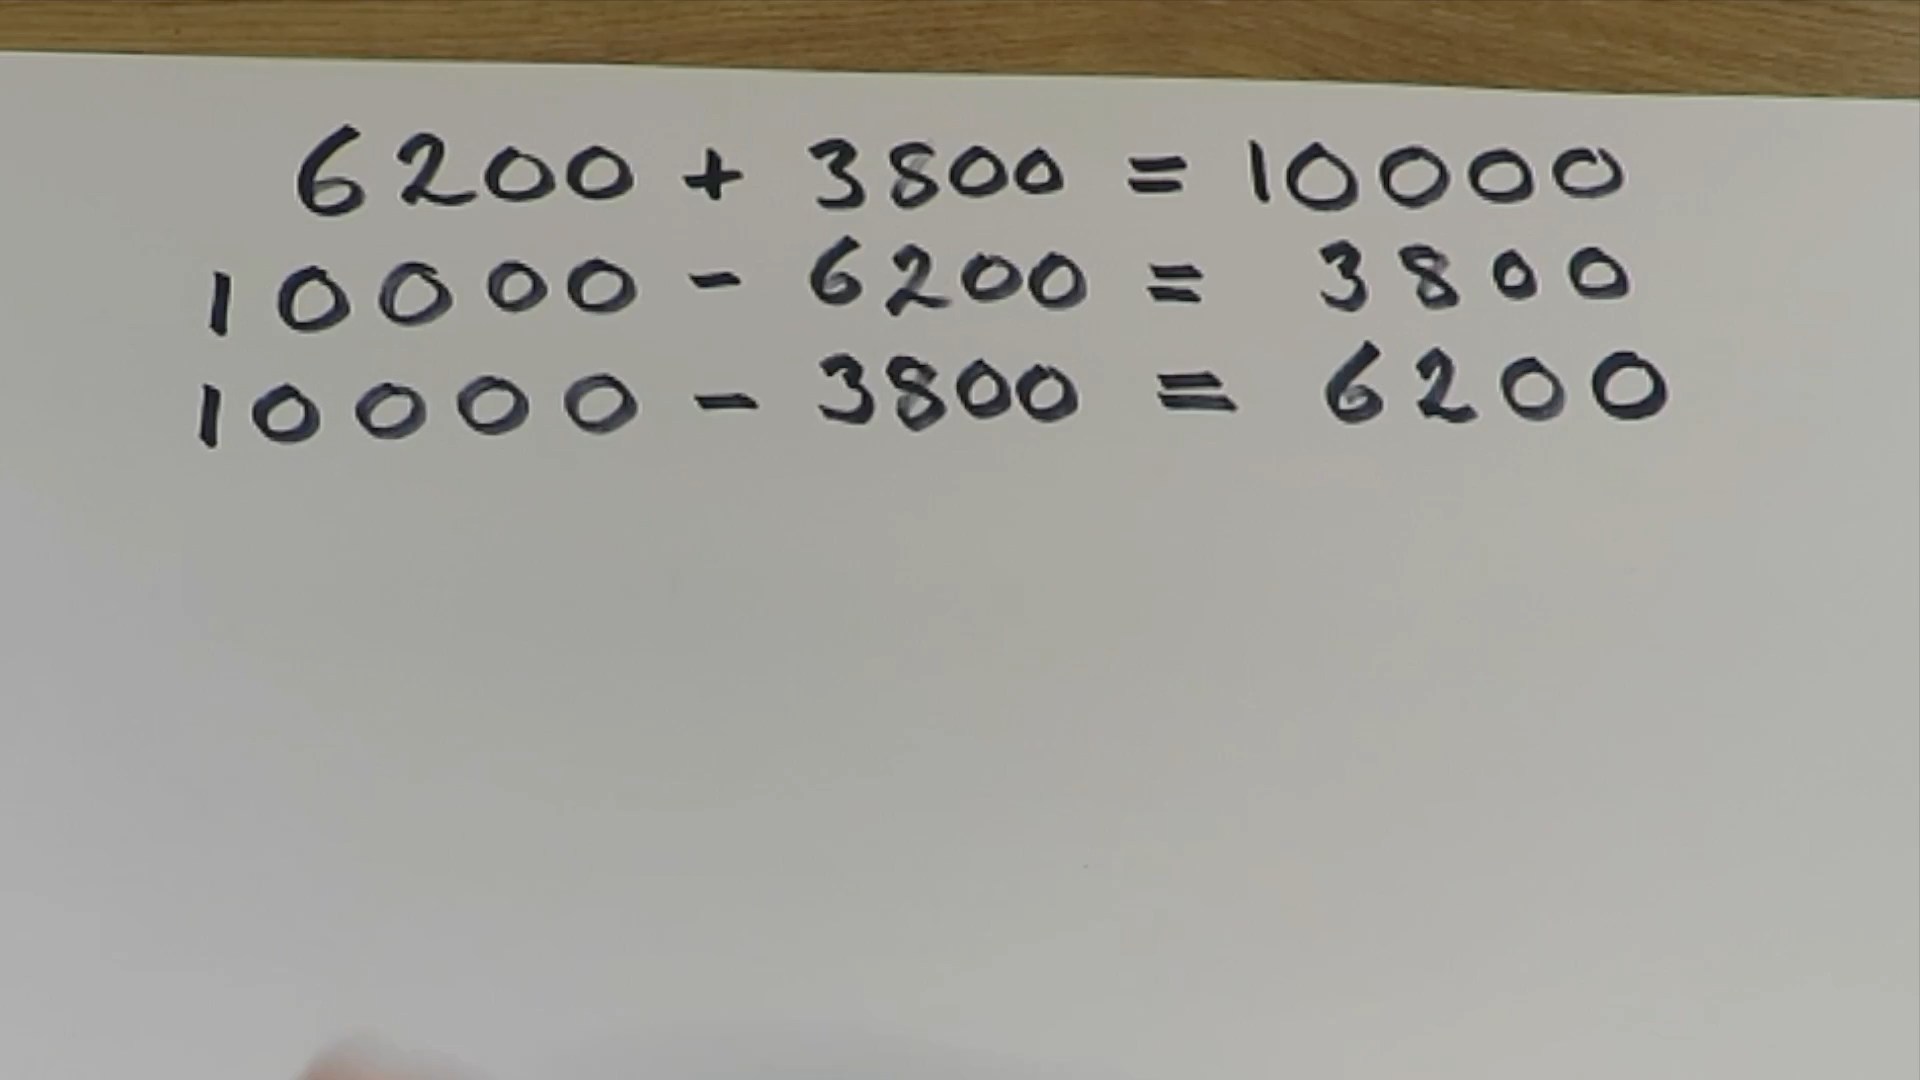 6200 + 3800 = 10000
10000 - 6200 = 3800
10000 - 3800 = 6200